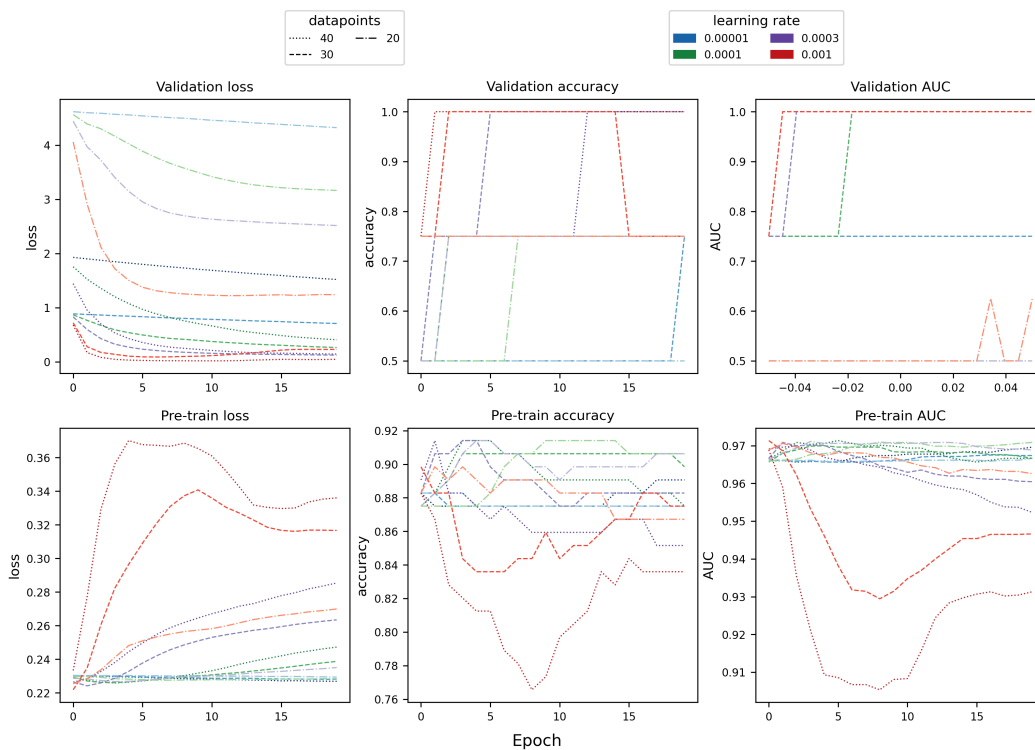 datapoints
40 20
30
learning rate
0.00001 0.0003
0.0001 0.001
Validation loss
Validation accuracy
Validation AUC
loss
4
3
2
1
0
0 5 10 15
accuracy
1.0
0.9
0.8
0.7
0.6
0.5
0 5 10 15
AUC
1.0
0.9
0.8
0.7
0.6
0.5
−0.04 −0.02 0.00 0.02 0.04
Pre-train loss
Pre-train accuracy
Pre-train AUC
loss
0.36
0.34
0.32
0.30
0.28
0.26
0.24
0.22
0 5 10 15
accuracy
0.92
0.90
0.88
0.86
0.84
0.82
0.80
0.78
0.76
0 5 10 15
AUC
0.97
0.96
0.95
0.94
0.93
0.92
0.91
0 5 10 15
Epoch